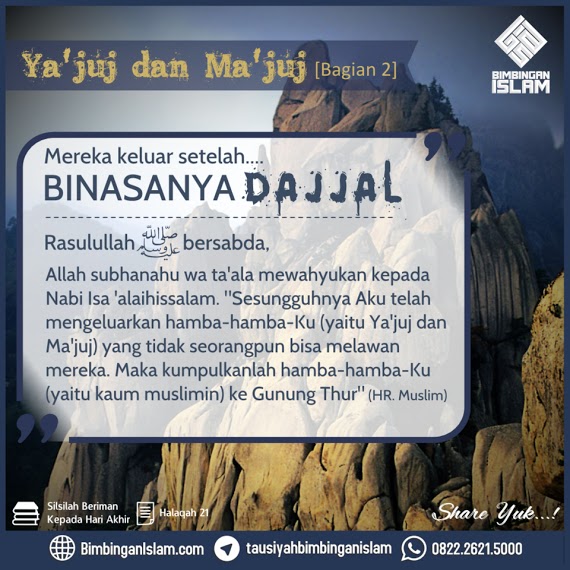 Ya'juj dan Ma'juj [Bagian 2]
BIMBINGAN
ISLAM
Mereka keluar setelah....
BINASANYA DAJJAL
Rasulullah ﷺ bersabda,
Allah subhanahu wa ta'ala mewahyukan kepada
Nabi Isa 'alaihissalam. "Sesungguhnya Aku telah
mengeluarkan hamba-hamba-Ku (yaitu Ya'juj dan
Ma'juj) yang tidak seorangpun bisa melawan
mereka. Maka kumpulkanlah hamba-hamba-Ku
(yaitu kaum muslimin) ke Gunung Thur" (HR. Muslim)
Silsilah Beriman
Kepada Hari Akhir
Halaqah 21
Share Yuk...!
BimbinganIslam.com
tausiyahbimbinganislam
0822.2621.5000